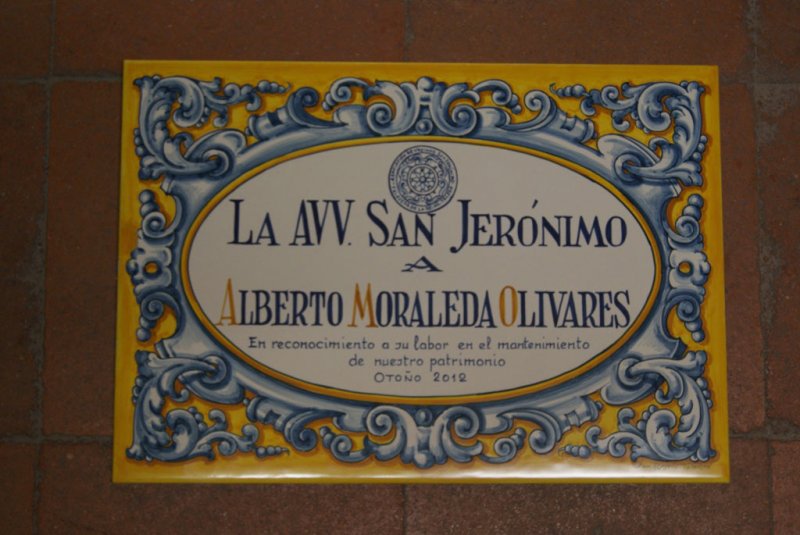 LA AVV. SAN JERÓNIMO
A
ALBERTO MORALEDA OLIVARES
En reconocimiento a su labor en el mantenimiento
de nuestro patrimonio
OTOÑO 2012